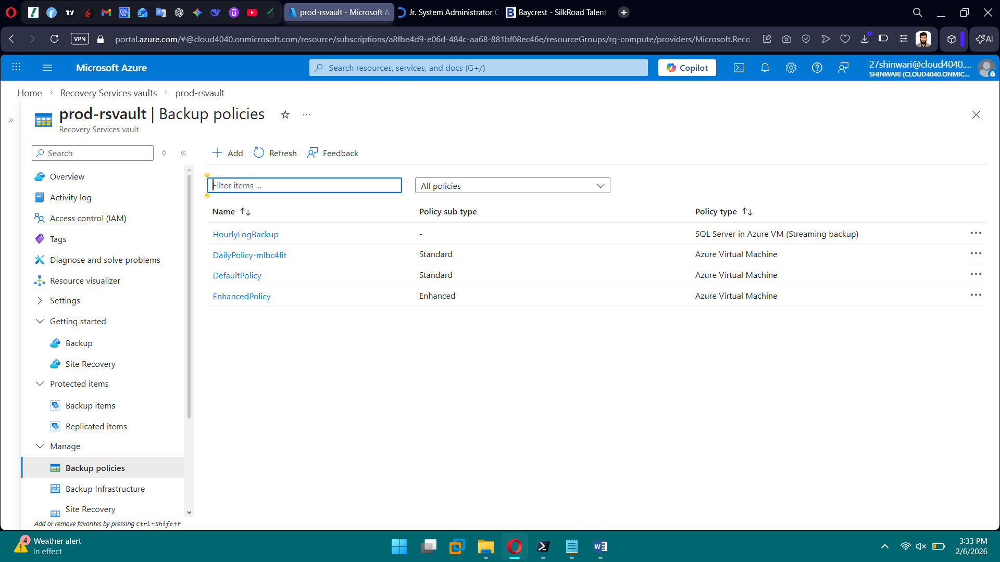 prod-rsvault - Microsoft A
Jr. System Administrator C
Baycrest - SilkRoad Talent
VPN
portal.azure.com/#@cloud4040.onmicrosoft.com/resource/subscriptions/a8fbe4d9-e06d-484c-aa68-881bf08ec46e/resourceGroups/rg-compute/providers/Microsoft.Reco
AI
Microsoft Azure
Search resources, services, and docs (G+/)
Copilot
27shinwari@cloud4040....
SHINWARI (CLOUD4040.ONMIC...
Home > Recovery Services vaults > prod-rsvault
prod-rsvault | Backup policies
Recovery Services vault
Search
Overview
Activity log
Access control (IAM)
Tags
Diagnose and solve problems
Resource visualizer
Settings
Getting started
Backup
Site Recovery
Protected items
Backup items
Replicated items
Manage
Backup policies
Backup Infrastructure
Site Recovery
Add or remove favorites by pressing Ctrl+Shift+F
Add Refresh Feedback
Filter items ...
All policies
Name Policy sub type Policy type
HourlyLogBackup - SQL Server in Azure VM (Streaming backup)
DailyPolicy-mlbc4fit Standard Azure Virtual Machine
DefaultPolicy Standard Azure Virtual Machine
EnhancedPolicy Enhanced Azure Virtual Machine
4
Weather alert
In effect
3:33 PM
2/6/2026